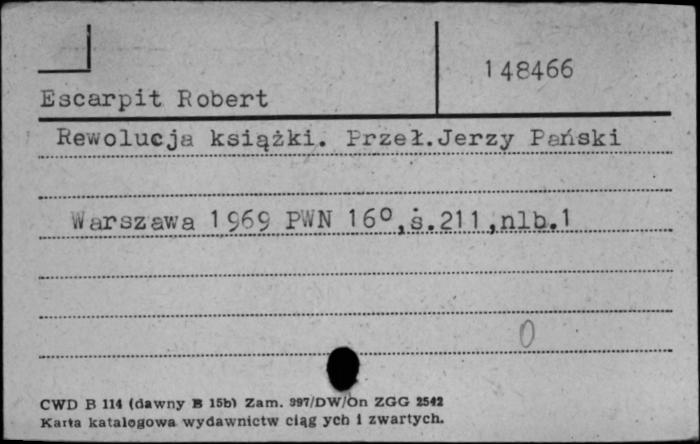 148466
Escarpit Robert
Rewolucja książki. Przeł.Jerzy Pański
Warszawa 1969 PWN 16°,s.211,nlb.1
0
CWD B 114 (dawny B 15b) Zam. 997/DW/On ZGG 2542
Karta katalogowa wydawnictw ciąg ych i zwartych.